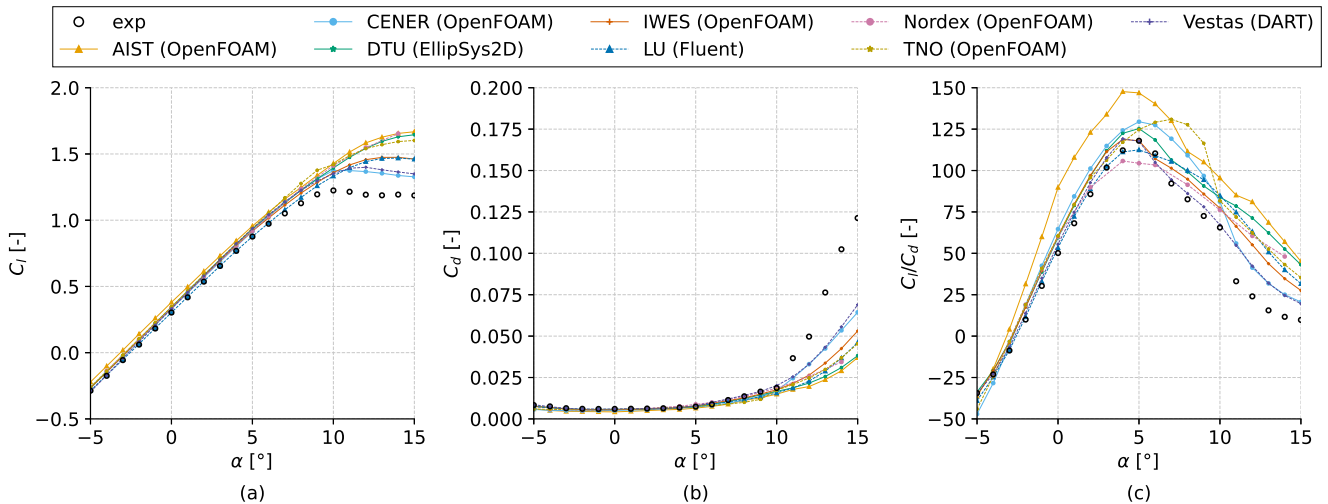 exp CENER (OpenFOAM) IWES (OpenFOAM) Nordex (OpenFOAM) Vestas (DART)
AIST (OpenFOAM) DTU (EllipSys2D) LU (Fluent) TNO (OpenFOAM)
2.0
1.5
1.0
0.5
0.0
−0.5
C_l [-]
−5 0 5 10 15
α [°]
(a)
0.200
0.175
0.150
0.125
0.100
0.075
0.050
0.025
0.000
C_d [-]
−5 0 5 10 15
α [°]
(b)
150
125
100
75
50
25
0
−25
−50
C_l/C_d [-]
−5 0 5 10 15
α [°]
(c)